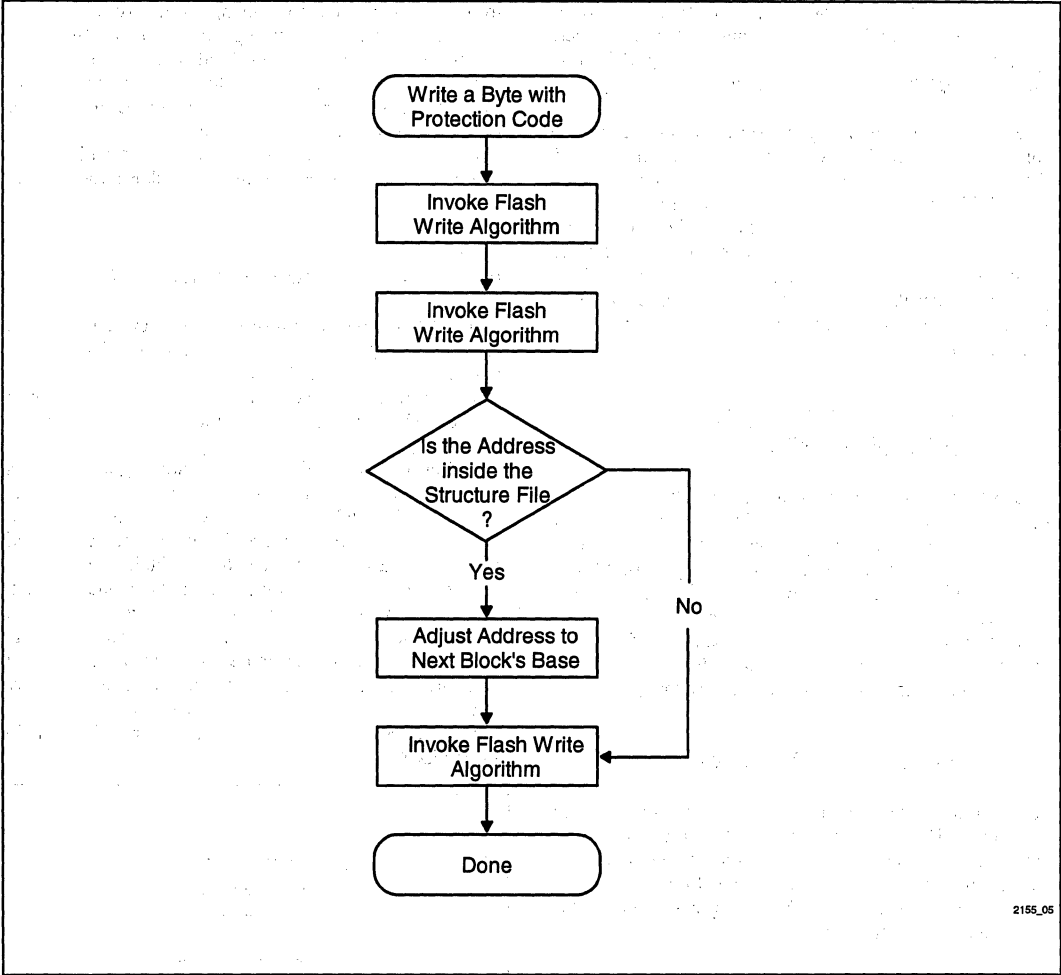 Write a Byte with
Protection Code
Invoke Flash
Write Algorithm
Invoke Flash
Write Algorithm
Is the Address
inside the
Structure File
?
Yes
No
Adjust Address to
Next Block's Base
Invoke Flash Write
Algorithm
Done
2155_05